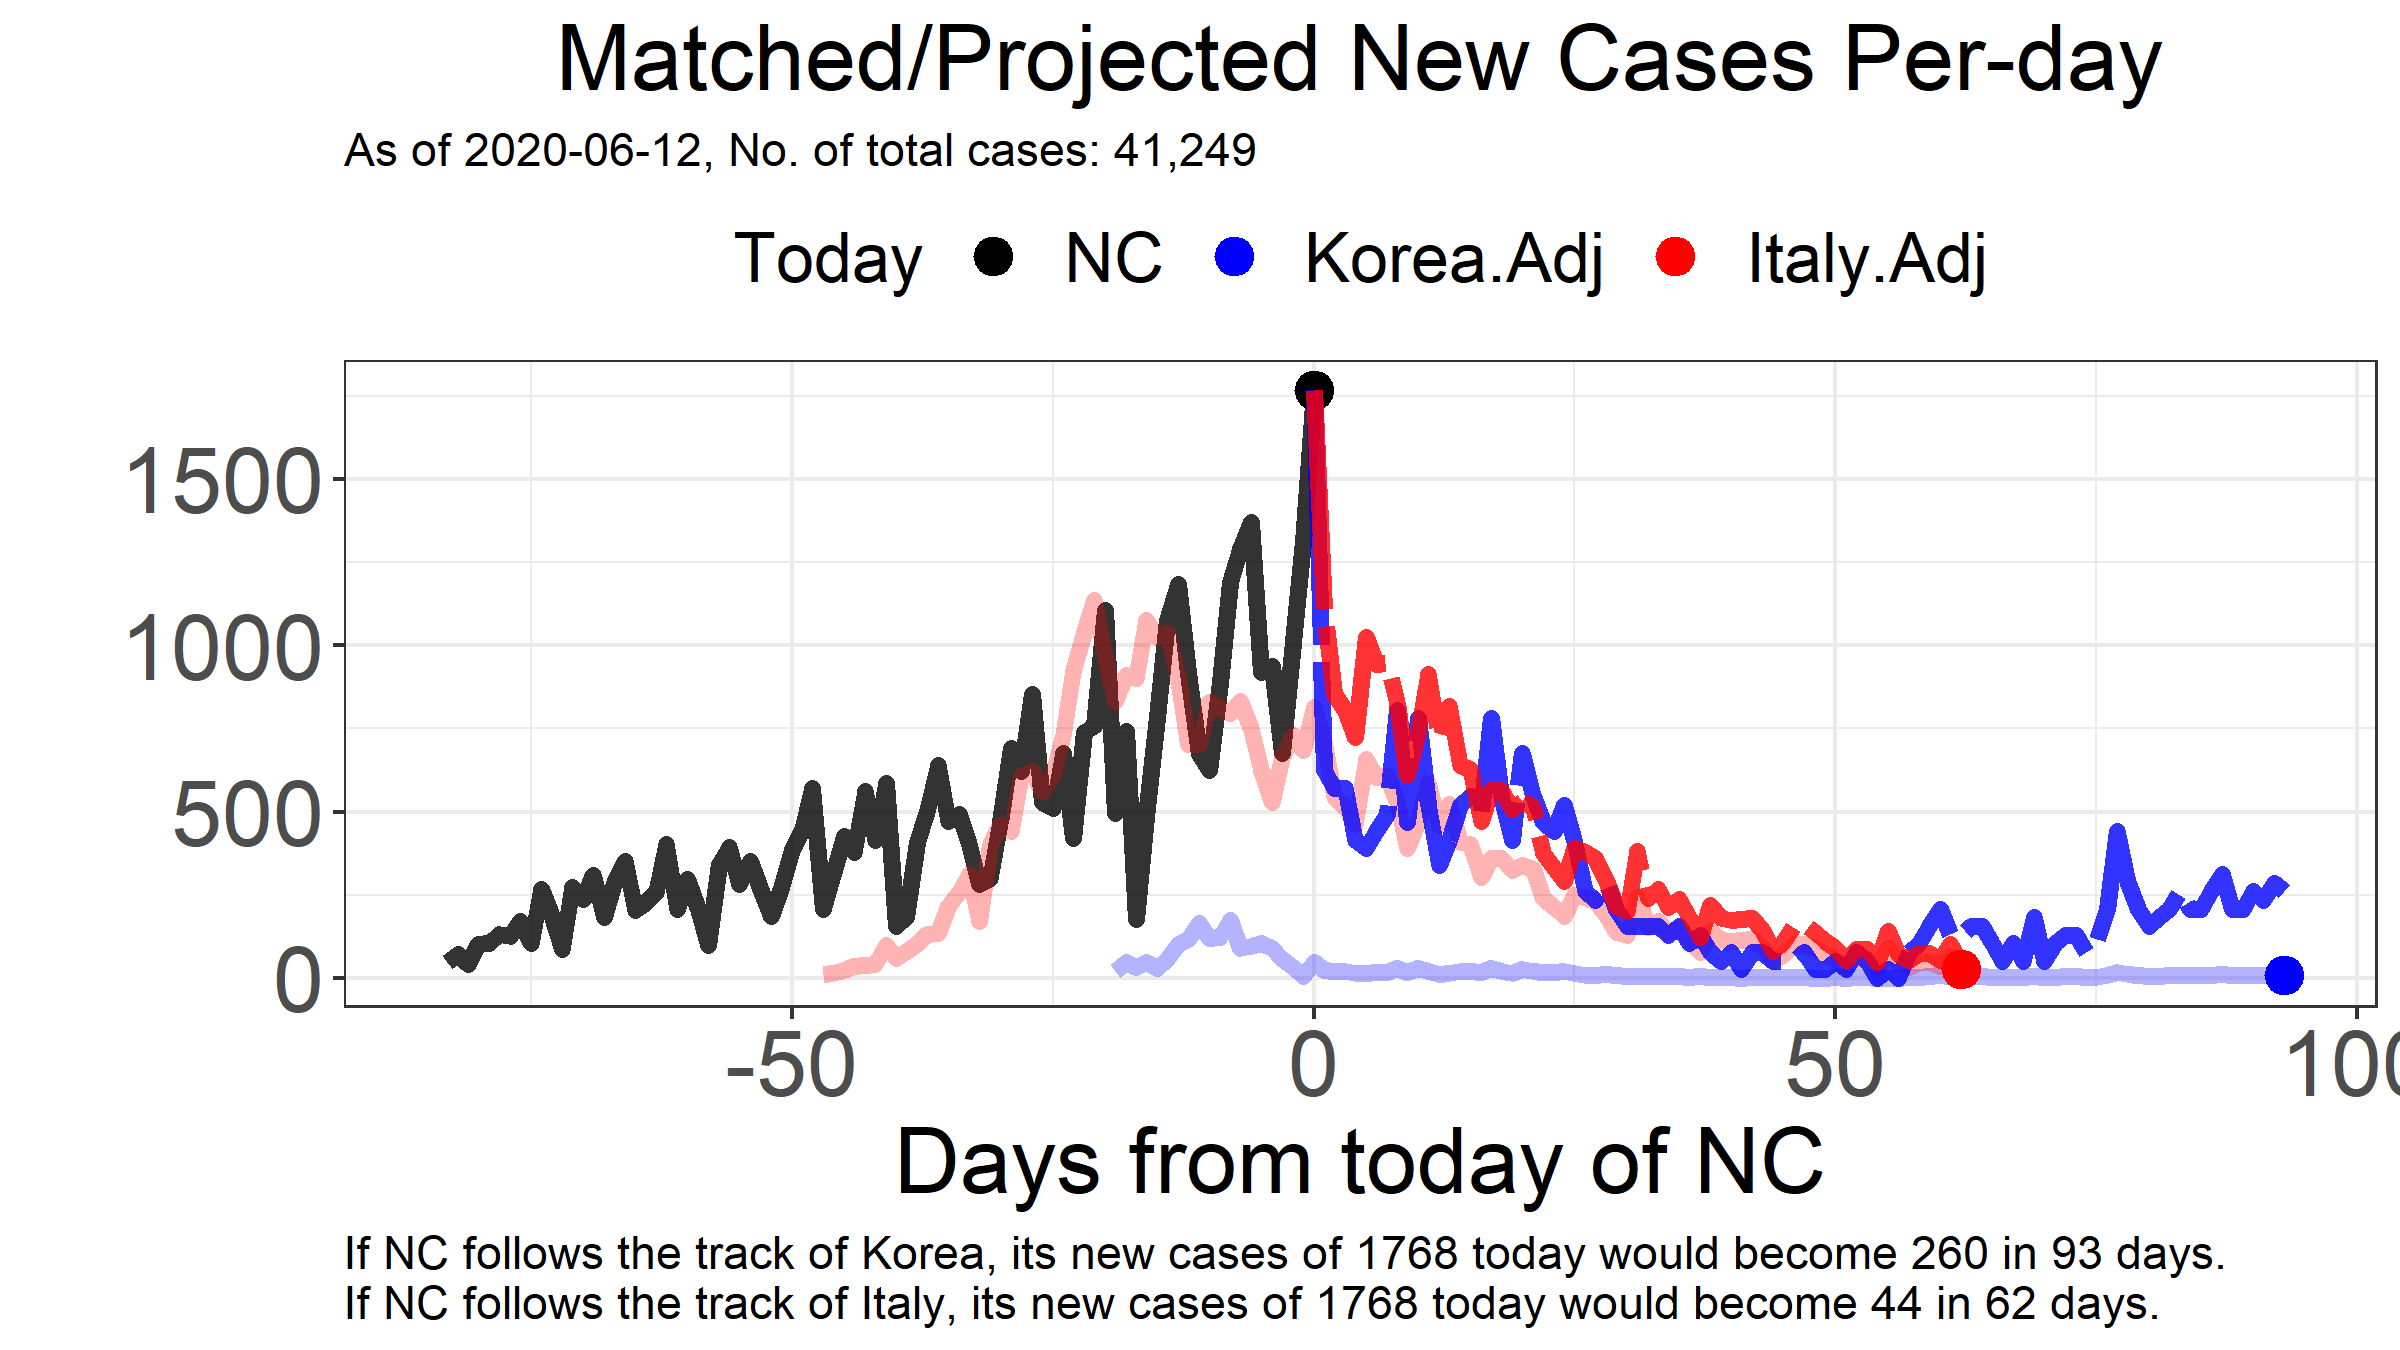 Matched/Projected New Cases Per-day
As of 2020-06-12, No. of total cases: 41,249
Today NC Korea.Adj Italy.Adj
1500
1000
500
0
-50 0 50 100
Days from today of NC
If NC follows the track of Korea, its new cases of 1768 today would become 260 in 93 days.
If NC follows the track of Italy, its new cases of 1768 today would become 44 in 62 days.